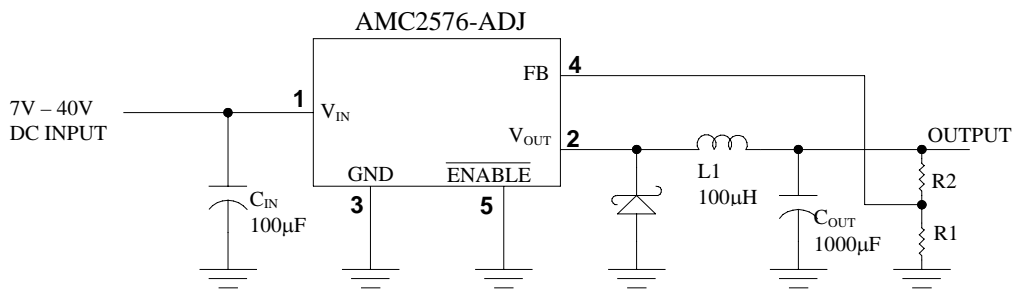 AMC2576-ADJ
7V – 40V
DC INPUT
1
V_IN
FB
4
V_OUT
2
GND
3
ENABLE
5
C_IN
100µF
L1
100µH
C_OUT
1000µF
OUTPUT
R2
R1